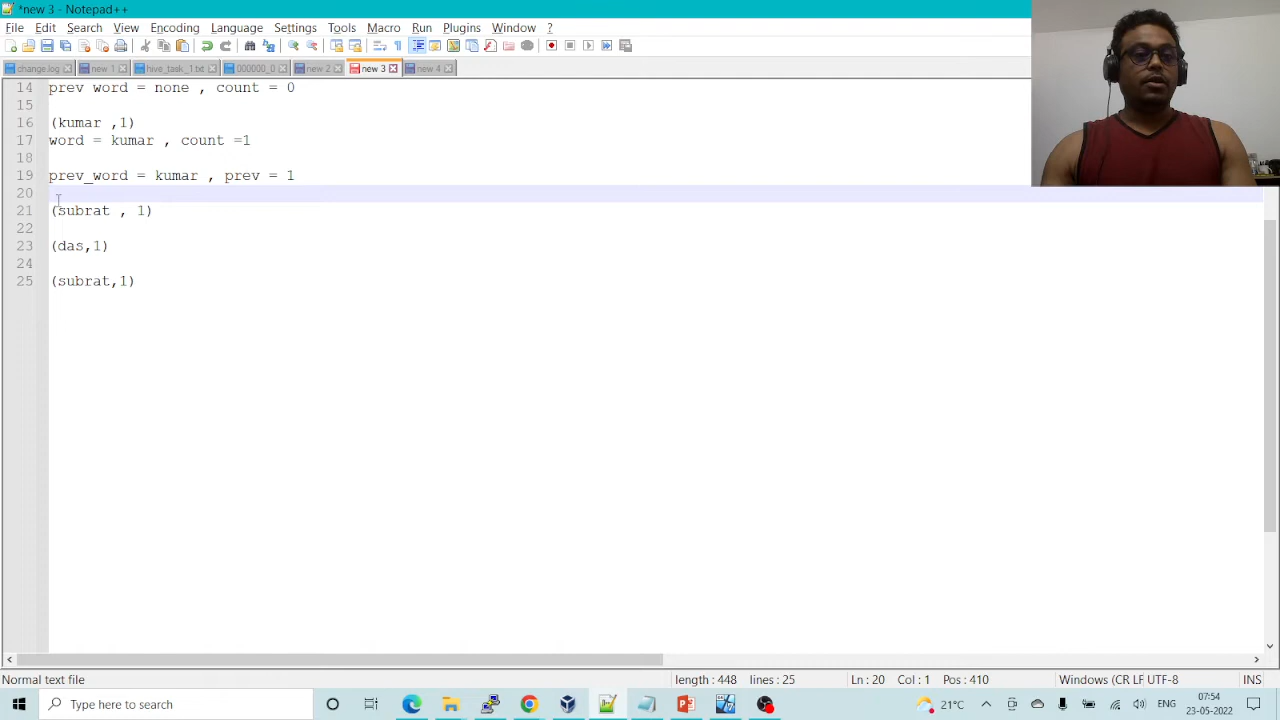 *new 3 - Notepad++
File Edit Search View Encoding Language Settings Tools Macro Run Plugins Window ?
change.log new 1 hive_task_1.txt 000000_0 new 2 new 3 new 4
14 prev word = none , count = 0
15
16 (kumar ,1)
17 word = kumar , count =1
18
19 prev_word = kumar , prev = 1
20
21 (subrat , 1)
22
23 (das,1)
24
25 (subrat,1)
Normal text file length : 448 lines : 25 Ln : 20 Col : 1 Pos : 410 Windows (CR LF UTF-8 INS
Type here to search 21°C ENG 07:54
23-05-2022